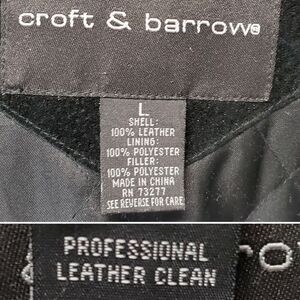 croft & barrow®
L
SHELL:
100% LEATHER
LINING:
100% POLYESTER
FILLER:
100% POLYESTER
MADE IN CHINA
RN 73277
SEE REVERSE FOR CARE
PROFESSIONAL
LEATHER CLEAN
ro